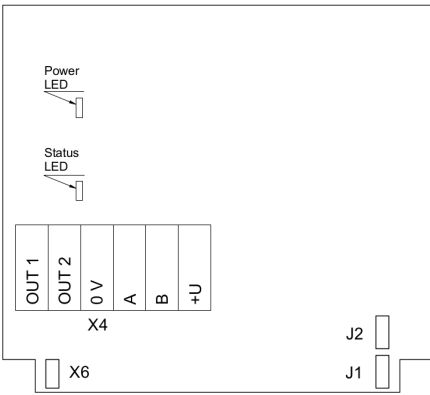 Power
LED
Status
LED
OUT 1
OUT 2
0 V
A
B
+U
X4
J2
X6
J1